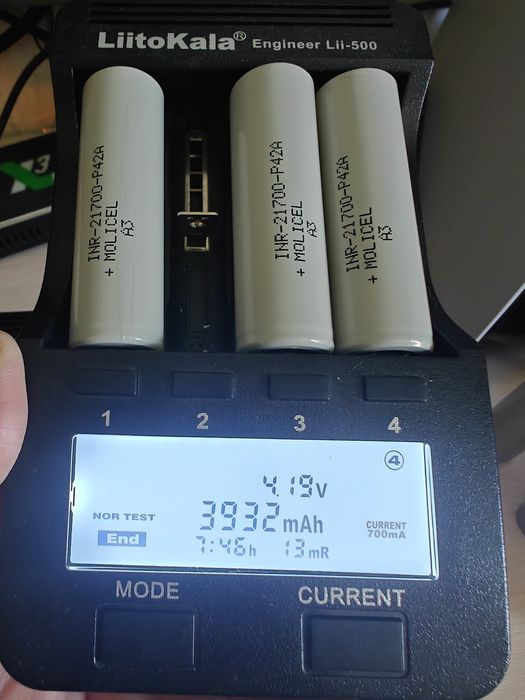 LiitoKala® Engineer Lii-500
INR-21700-P42A
+ MOLICEL
A3
INR-21700-P42A
+ MOLICEL
A3
INR-21700-P42A
+ MOLICEL
A3
1 2 3 4
4
4.19V
NOR TEST 3932mAh CURRENT
700mA
End 7:46h 13mR
MODE CURRENT